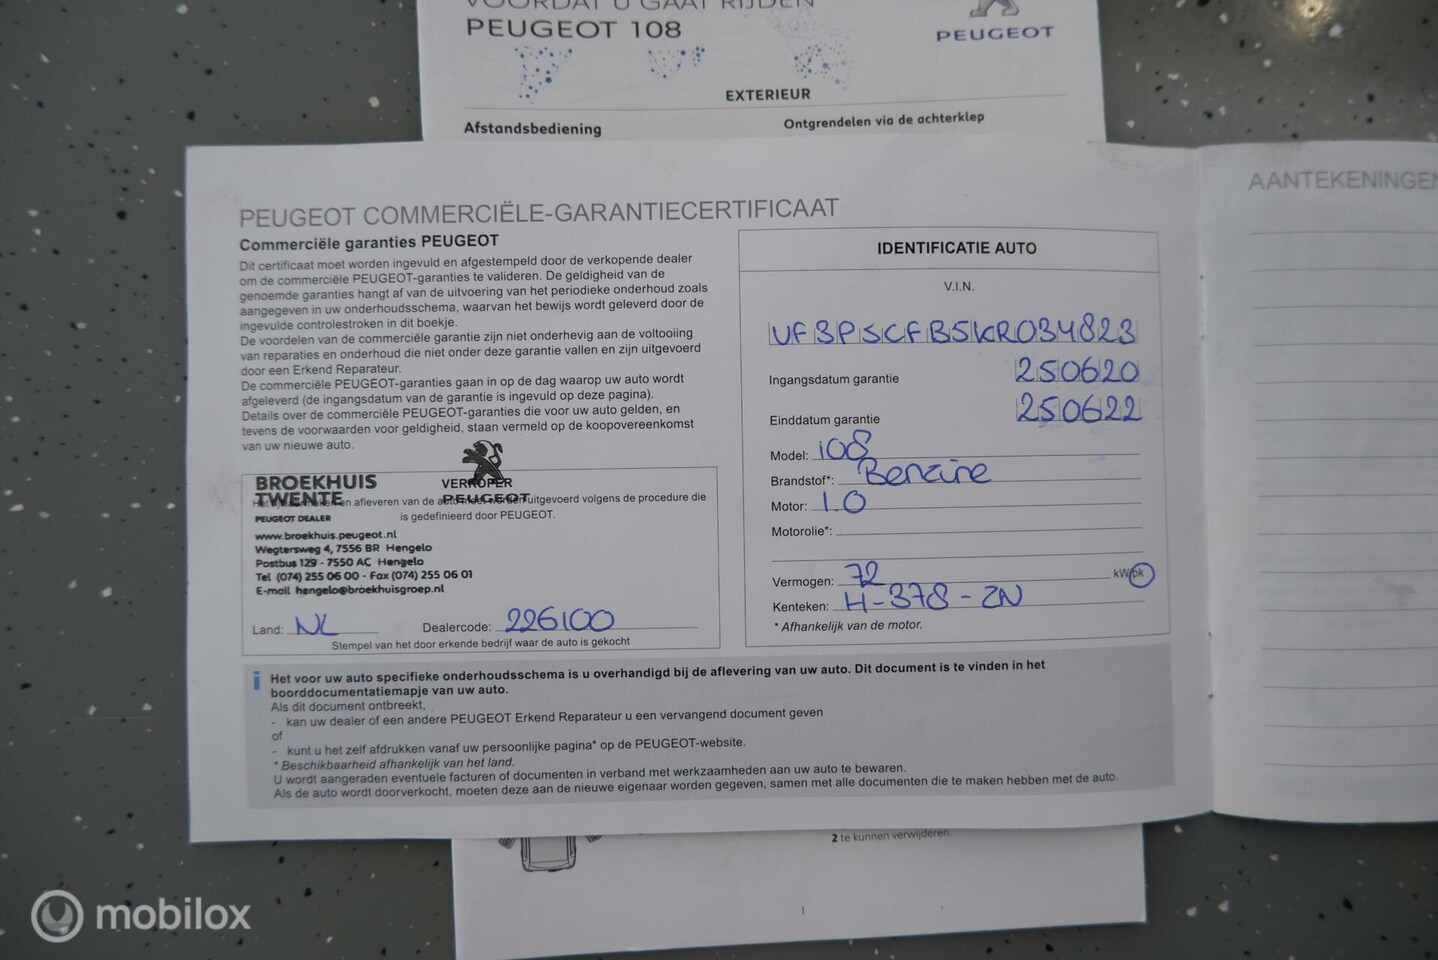 VOORDAT U GAAT RIJDEN
PEUGEOT 108
PEUGEOT
EXTERIEUR
Afstandsbediening
Ontgrendelen via de achterklep
PEUGEOT COMMERCIËLE-GARANTIECERTIFICAAT
Commerciële garanties PEUGEOT
Dit certificaat moet worden ingevuld en afgestempeld door de verkopende dealer
om de commerciële PEUGEOT-garanties te valideren. De geldigheid van de
genoemde garanties hangt af van de uitvoering van het periodieke onderhoud zoals
aangegeven in uw onderhoudsschema, waarvan het bewijs wordt geleverd door de
ingevulde controlestroken in dit boekje.
De voordelen van de commerciële garantie zijn niet onderhevig aan de voltooiing
van reparaties en onderhoud die niet onder deze garantie vallen en zijn uitgevoerd
door een Erkend Reparateur.
De commerciële PEUGEOT-garanties gaan in op de dag waarop uw auto wordt
afgeleverd (de ingangsdatum van de garantie is ingevuld op deze pagina).
Details over de commerciële PEUGEOT-garanties die voor uw auto gelden, en
tevens de voorwaarden voor geldigheid, staan vermeld op de koopovereenkomst
van uw nieuwe auto.
BROEKHUIS
TWENTE
PEUGEOT DEALER
VERKOPER
PEUGEOT
en afleveren van de auto moet worden uitgevoerd volgens de procedure die
is gedefinieerd door PEUGEOT.
www.broekhuis.peugeot.nl
Wegtersweg 4, 7556 BR Hengelo
Postbus 129 - 7550 AC Hengelo
Tel (074) 255 06 00 - Fax (074) 255 06 01
E-mail hengelo@broekhuisgroep.nl
Land: NL
Dealercode: 226100
Stempel van het door erkende bedrijf waar de auto is gekocht
IDENTIFICATIE AUTO
V.I.N.
VF3PSCFB5KR034823
Ingangsdatum garantie 250620
Einddatum garantie 250622
Model: 108
Brandstof*: Benzine
Motor: 1.0
Motorolie*:
Vermogen: 72 kW/pk
Kenteken: H-378-ZN
* Afhankelijk van de motor.
i
Het voor uw auto specifieke onderhoudsschema is u overhandigd bij de aflevering van uw auto. Dit document is te vinden in het
boorddocumentatiemapje van uw auto.
Als dit document ontbreekt,
- kan uw dealer of een andere PEUGEOT Erkend Reparateur u een vervangend document geven
of
- kunt u het zelf afdrukken vanaf uw persoonlijke pagina* op de PEUGEOT-website.
* Beschikbaarheid afhankelijk van het land.
U wordt aangeraden eventuele facturen of documenten in verband met werkzaamheden aan uw auto te bewaren.
Als de auto wordt doorverkocht, moeten deze aan de nieuwe eigenaar worden gegeven, samen met alle documenten die te maken hebben met de auto.
AANTEKENINGEN
2 te kunnen verwijderen.
1
mobilox